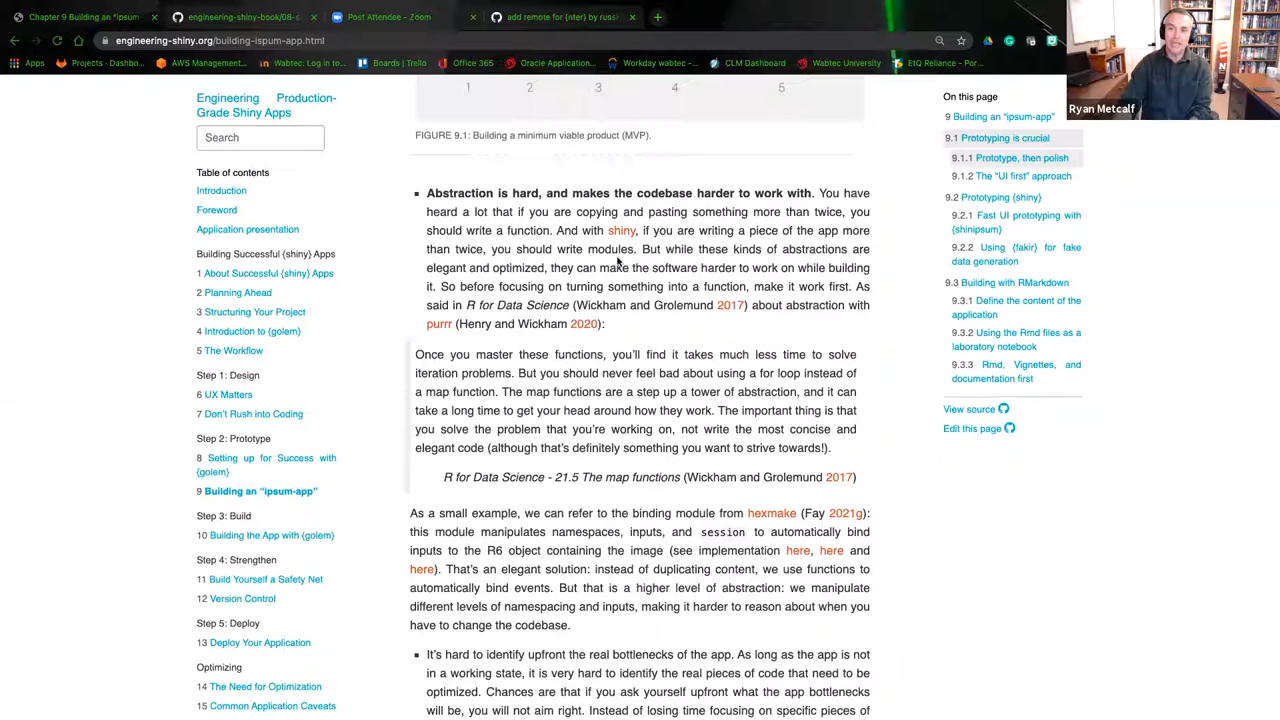 Chapter 9 Building an "ipsum-
engineering-shiny-book/08-s
Post Attendee - Zoom
add remote for {nter} by russ
engineering-shiny.org/building-ispum-app.html
Apps
Projects · Dashbo...
AWS Management...
Wabtec: Log in to...
Boards | Trello
Office 365
Oracle Applicatio...
Workday wabtec-...
CLM Dashboard
Wabtec University
EtQ Reliance - Por...
Ryan Metcalf
Engineering Production-
Grade Shiny Apps
Search
Table of contents
Introduction
Foreword
Application presentation
Building Successful {shiny} Apps
1 About Successful {shiny} Apps
2 Planning Ahead
3 Structuring Your Project
4 Introduction to {golem}
5 The Workflow
Step 1: Design
6 UX Matters
7 Don't Rush into Coding
Step 2: Prototype
8 Setting up for Success with
{golem}
9 Building an "ipsum-app"
Step 3: Build
10 Building the App with {golem}
Step 4: Strengthen
11 Build Yourself a Safety Net
12 Version Control
Step 5: Deploy
13 Deploy Your Application
Optimizing
14 The Need for Optimization
15 Common Application Caveats
1 2 3 4 5
FIGURE 9.1: Building a minimum viable product (MVP).
▪ Abstraction is hard, and makes the codebase harder to work with. You have
heard a lot that if you are copying and pasting something more than twice, you
should write a function. And with shiny, if you are writing a piece of the app more
than twice, you should write modules. But while these kinds of abstractions are
elegant and optimized, they can make the software harder to work on while building
it. So before focusing on turning something into a function, make it work first. As
said in R for Data Science (Wickham and Grolemund 2017) about abstraction with
purrr (Henry and Wickham 2020):
Once you master these functions, you'll find it takes much less time to solve
iteration problems. But you should never feel bad about using a for loop instead of
a map function. The map functions are a step up a tower of abstraction, and it can
take a long time to get your head around how they work. The important thing is that
you solve the problem that you're working on, not write the most concise and
elegant code (although that's definitely something you want to strive towards!).
R for Data Science - 21.5 The map functions (Wickham and Grolemund 2017)
As a small example, we can refer to the binding module from hexmake (Fay 2021g):
this module manipulates namespaces, inputs, and session to automatically bind
inputs to the R6 object containing the image (see implementation here, here and
here). That's an elegant solution: instead of duplicating content, we use functions to
automatically bind events. But that is a higher level of abstraction: we manipulate
different levels of namespacing and inputs, making it harder to reason about when you
have to change the codebase.
▪ It's hard to identify upfront the real bottlenecks of the app. As long as the app is not
in a working state, it is very hard to identify the real pieces of code that need to be
optimized. Chances are that if you ask yourself upfront what the app bottlenecks
will be, you will not aim right. Instead of losing time focusing on specific pieces of
On this page
9 Building an "ipsum-app"
9.1 Prototyping is crucial
9.1.1 Prototype, then polish
9.1.2 The "UI first" approach
9.2 Prototyping {shiny}
9.2.1 Fast UI prototyping with
{shinipsum}
9.2.2 Using {fakir} for fake
data generation
9.3 Building with RMarkdown
9.3.1 Define the content of the
application
9.3.2 Using the Rmd files as a
laboratory notebook
9.3.3 Rmd, Vignettes, and
documentation first
View source
Edit this page